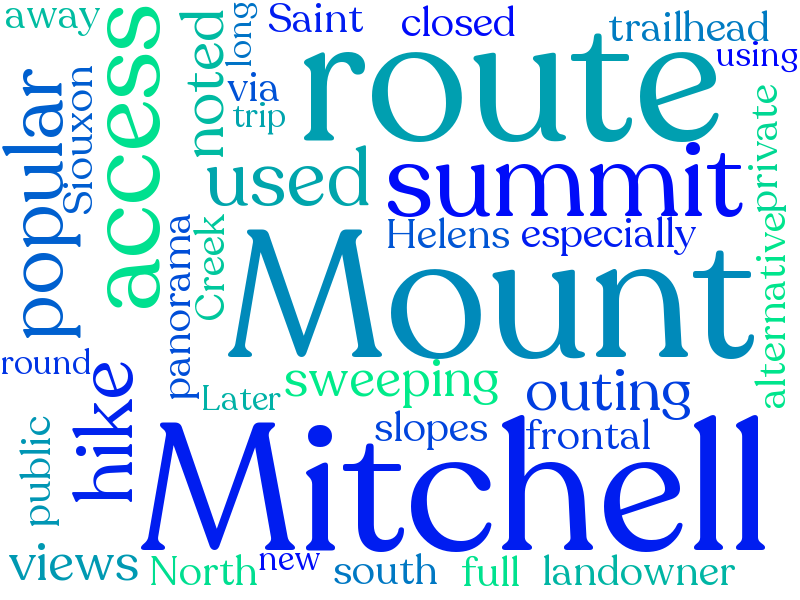 away
access
noted
long
Saint
closed
trailhead
using
route
via
trip
popular
Siouxon
used
summit
private
Helens
especially
Creek
panorama
Mount
alternative
round
hike
sweeping
outing
Later
slopes
frontal
public
Mitchell
views
North
new
south
full
landowner